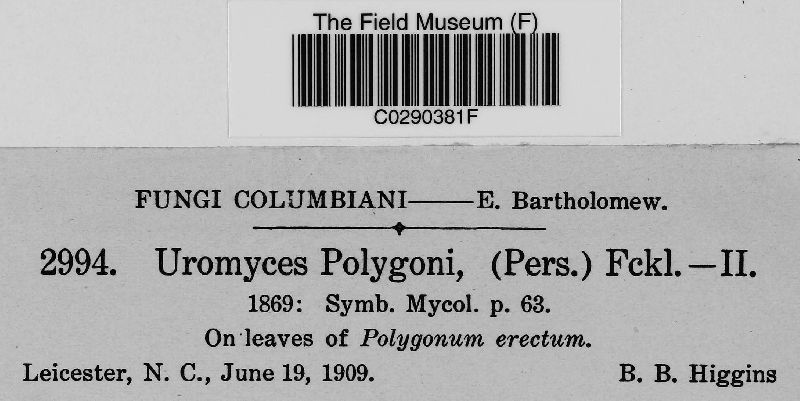 The Field Museum (F)
C0290381F
FUNGI COLUMBIANI——E. Bartholomew.
2994. Uromyces Polygoni, (Pers.) Fckl.—II.
1869: Symb. Mycol. p. 63.
On leaves of Polygonum erectum.
Leicester, N. C., June 19, 1909. B. B. Higgins